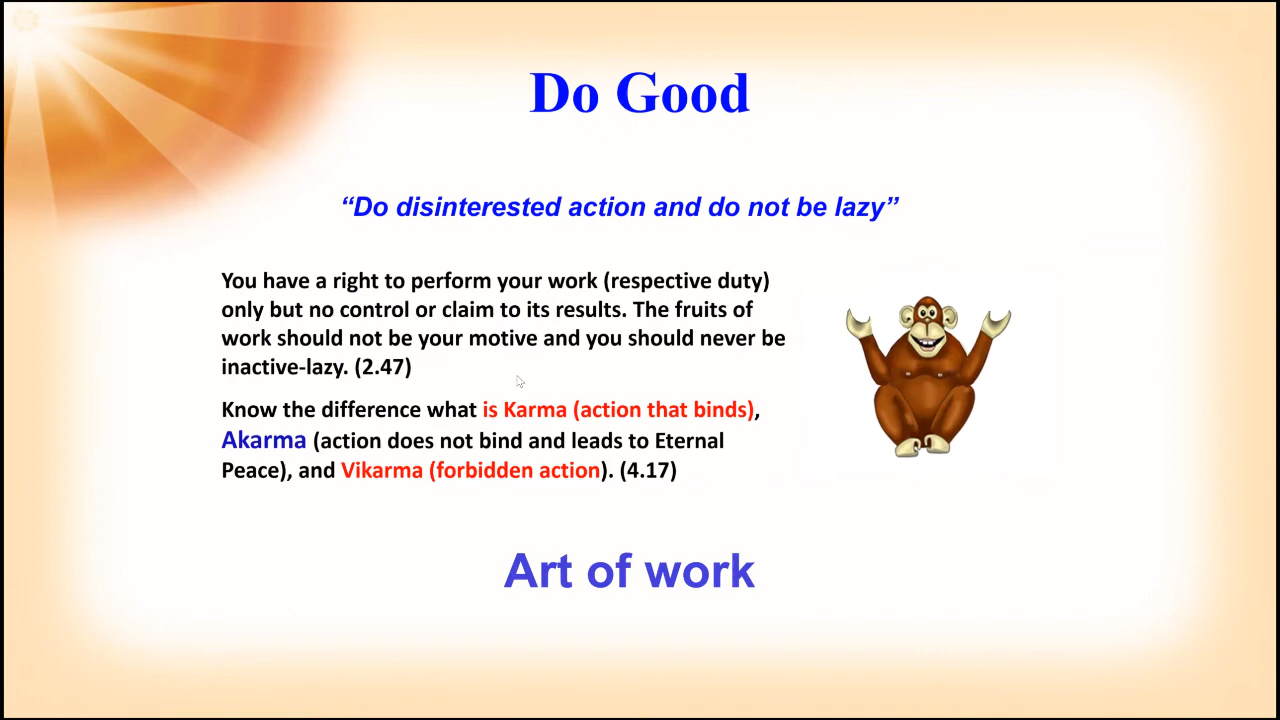 Do Good
“Do disinterested action and do not be lazy”
You have a right to perform your work (respective duty)
only but no control or claim to its results. The fruits of
work should not be your motive and you should never be
inactive-lazy. (2.47)
Know the difference what is Karma (action that binds),
Akarma (action does not bind and leads to Eternal
Peace), and Vikarma (forbidden action). (4.17)
Art of work